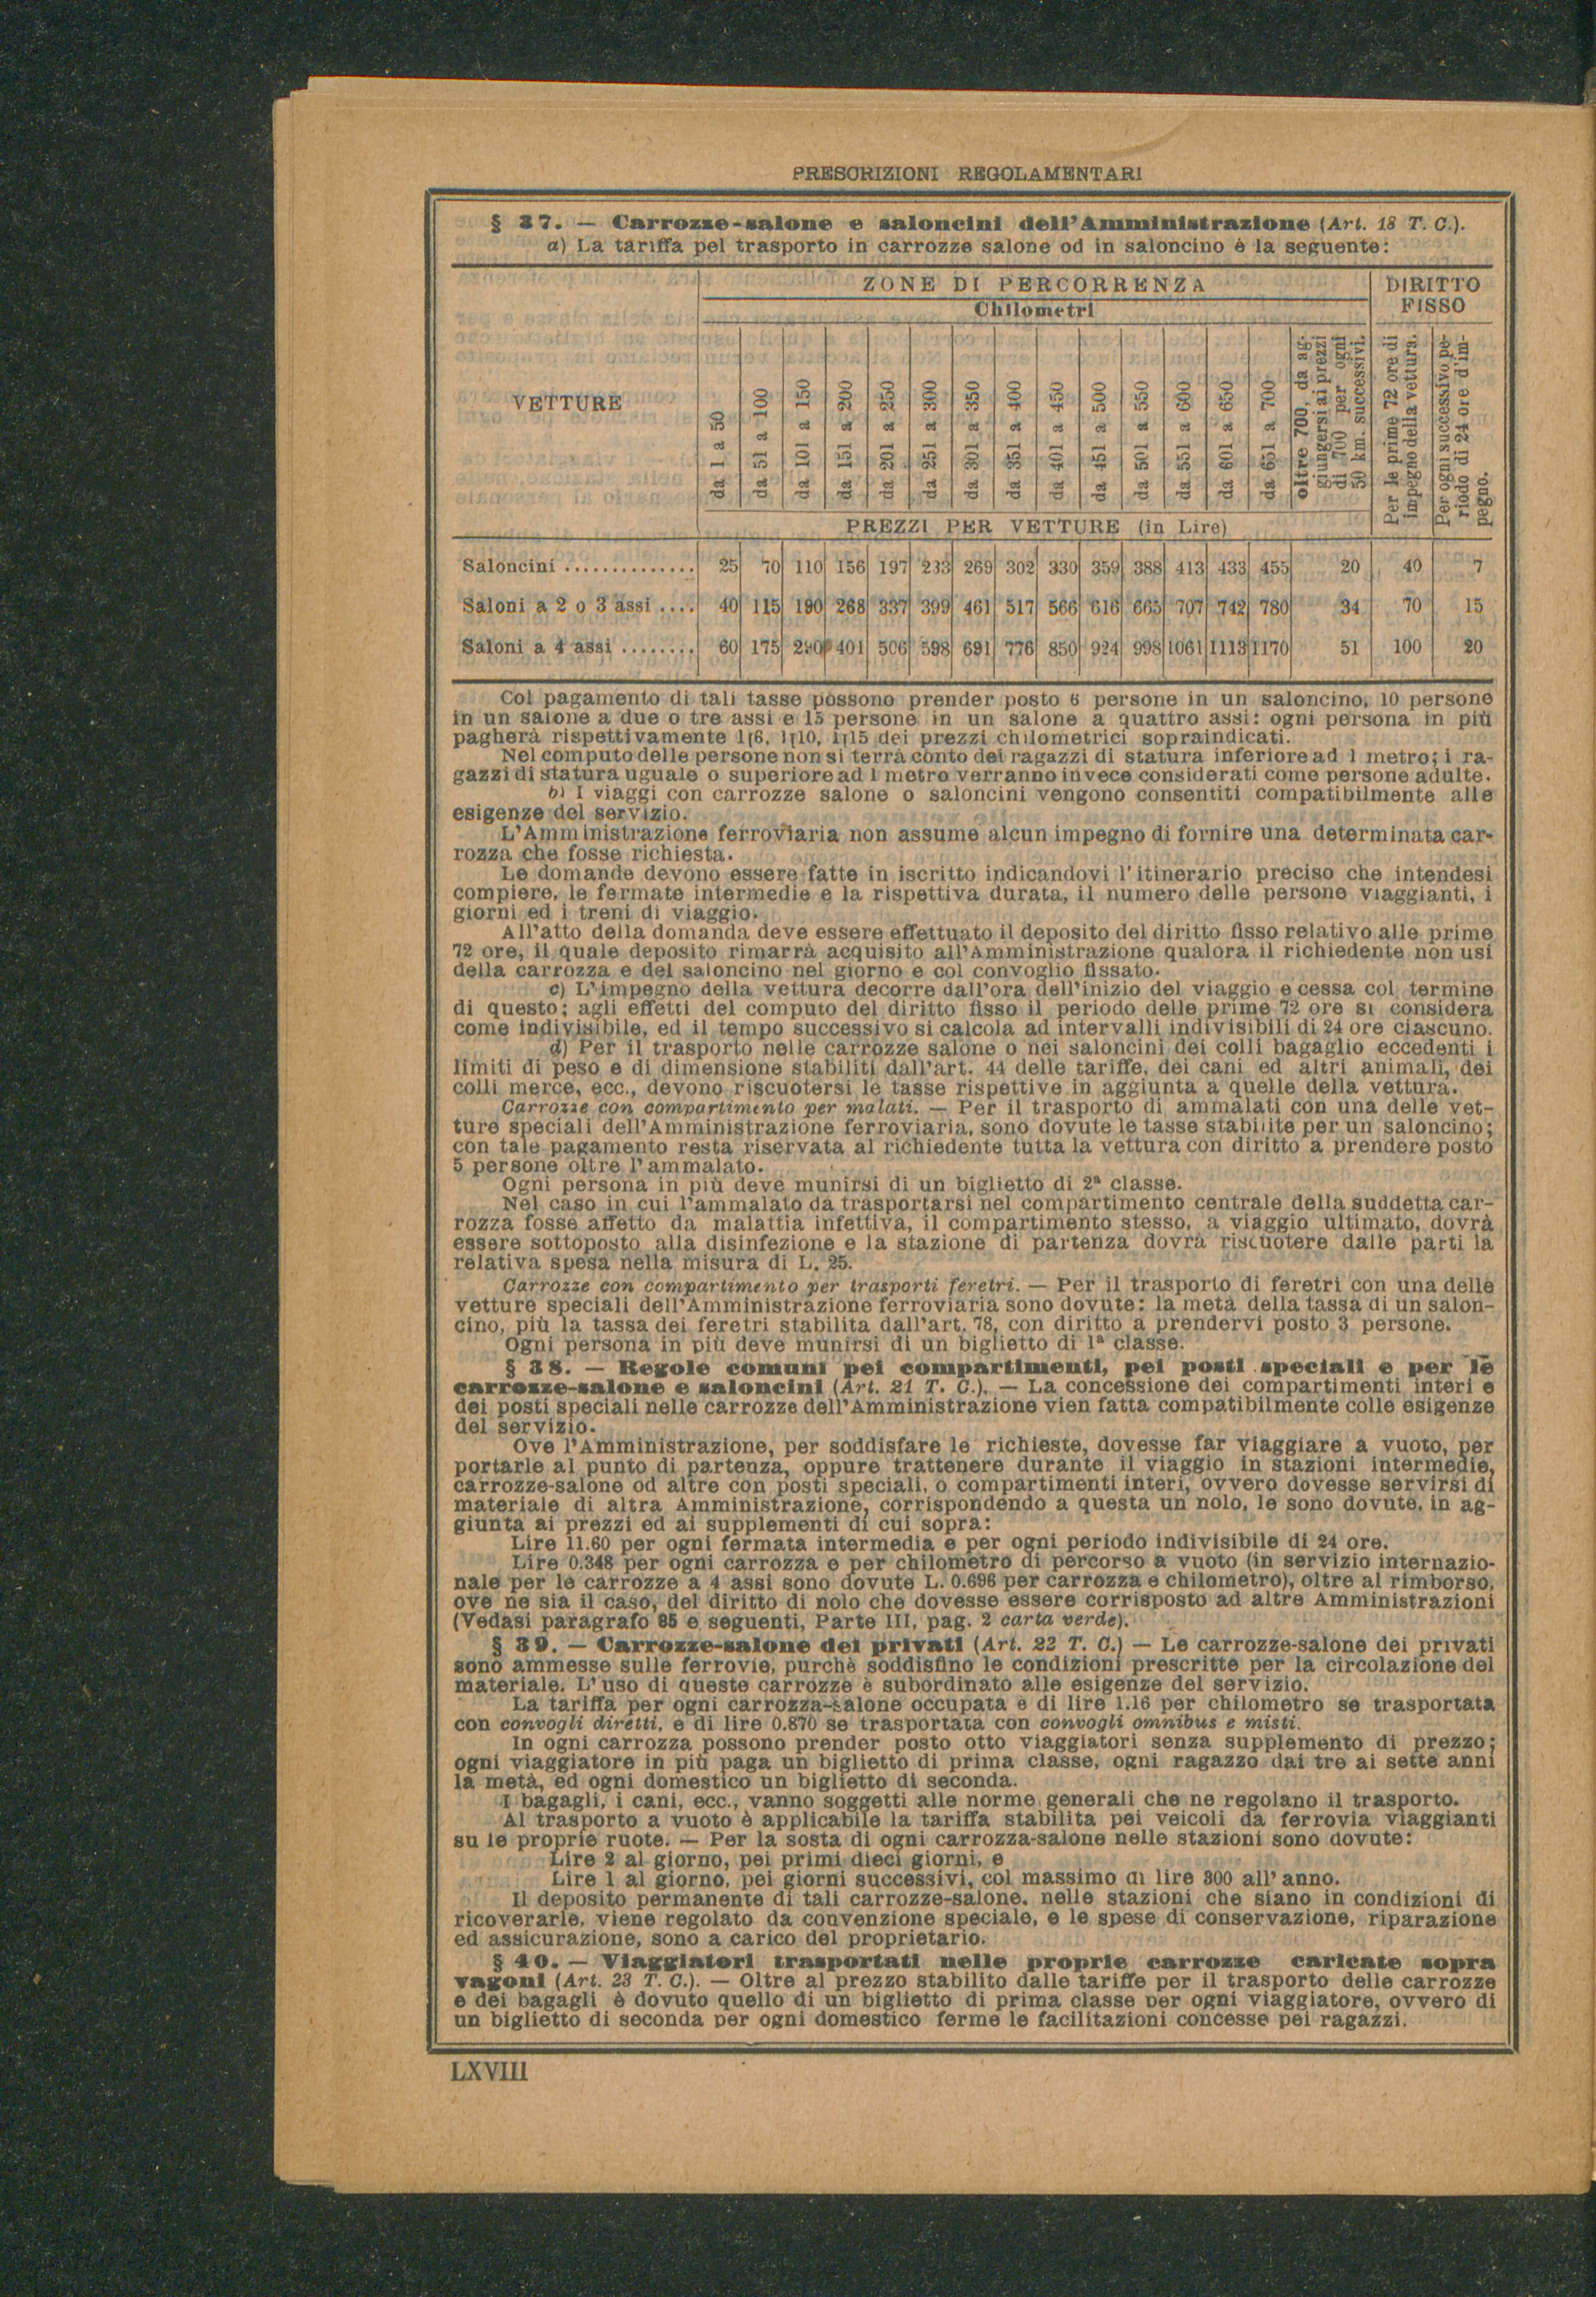 PRESCRIZIONI REGOLAMENTARI
§ 37. — Carrozze-salone e saloncini dell'Amministrazione (Art. 18 T. C.).
a) La tariffa pel trasporto in carrozze salone od in saloncino è la seguente:
ZONE DI PERCORRENZA
DIRITTO FISSO
Chilometri
VETTURE
da 1 a 50
da 51 a 100
da 101 a 150
da 151 a 200
da 201 a 250
da 251 a 300
da 301 a 350
da 351 a 400
da 401 a 450
da 451 a 500
da 501 a 550
da 551 a 600
da 601 a 650
da 651 a 700
oltre 700, da ag-
giungersi ai prezzi
di 700 per ogni
50 km. successivi.
Per le prime 72 ore di
impegno della vettura.
Per ogni successivo pe-
riodo di 24 ore d'im-
pegno.
PREZZI PER VETTURE (in Lire)
Saloncini .............. 25 70 110 156 197 233 269 302 330 359 388 413 433 455 20 40 7
Saloni a 2 o 3 assi .... 40 115 190 268 337 399 461 517 566 616 665 707 742 780 34 70 15
Saloni a 4 assi ........ 60 175 290 401 506 598 691 776 850 924 998 1061 1113 1170 51 100 20
Col pagamento di tali tasse possono prender posto 6 persone in un saloncino, 10 persone
in un salone a due o tre assi e 15 persone in un salone a quattro assi: ogni persona in più
pagherà rispettivamente 1|6, 1|10, 1|15 dei prezzi chilometrici sopraindicati.
Nel computo delle persone non si terrà conto dei ragazzi di statura inferiore ad 1 metro; i ra-
gazzi di statura uguale o superiore ad 1 metro verranno invece considerati come persone adulte.
b) I viaggi con carrozze salone o saloncini vengono consentiti compatibilmente alle
esigenze del servizio.
L'Amministrazione ferroviaria non assume alcun impegno di fornire una determinata car-
rozza che fosse richiesta.
Le domande devono essere fatte in iscritto indicandovi l'itinerario preciso che intendesi
compiere, le fermate intermedie e la rispettiva durata, il numero delle persone viaggianti, i
giorni ed i treni di viaggio.
All'atto della domanda deve essere effettuato il deposito del diritto fisso relativo alle prime
72 ore, il quale deposito rimarrà acquisito all'Amministrazione qualora il richiedente non usi
della carrozza e del saloncino nel giorno e col convoglio fissato.
c) L'impegno della vettura decorre dall'ora dell'inizio del viaggio e cessa col termine
di questo; agli effetti del computo del diritto fisso il periodo delle prime 72 ore si considera
come indivisibile, ed il tempo successivo si calcola ad intervalli indivisibili di 24 ore ciascuno.
d) Per il trasporto nelle carrozze salone o nei saloncini dei colli bagaglio eccedenti i
limiti di peso e di dimensione stabiliti dall'art. 44 delle tariffe, dei cani ed altri animali, dei
colli merce, ecc., devono riscuotersi le tasse rispettive in aggiunta a quelle della vettura.
Carrozze con compartimento per malati. — Per il trasporto di ammalati con una delle vet-
ture speciali dell'Amministrazione ferroviaria, sono dovute le tasse stabilite per un saloncino;
con tale pagamento resta riservata al richiedente tutta la vettura con diritto a prendere posto
5 persone oltre l'ammalato.
Ogni persona in più deve munirsi di un biglietto di 2ª classe.
Nel caso in cui l'ammalato da trasportarsi nel compartimento centrale della suddetta car-
rozza fosse affetto da malattia infettiva, il compartimento stesso, a viaggio ultimato, dovrà
essere sottoposto alla disinfezione e la stazione di partenza dovrà riscuotere dalle parti la
relativa spesa nella misura di L. 25.
Carrozze con compartimento per trasporti feretri. — Per il trasporto di feretri con una delle
vetture speciali dell'Amministrazione ferroviaria sono dovute: la metà della tassa di un salon-
cino, più la tassa dei feretri stabilita dall'art. 78, con diritto a prendervi posto 3 persone.
Ogni persona in più deve munirsi di un biglietto di 1ª classe.
§ 38. — Regole comuni pei compartimenti, pei posti speciali e per le
carrozze-salone e saloncini (Art. 21 T. C.). — La concessione dei compartimenti interi e
dei posti speciali nelle carrozze dell'Amministrazione vien fatta compatibilmente colle esigenze
del servizio.
Ove l'Amministrazione, per soddisfare le richieste, dovesse far viaggiare a vuoto, per
portarle al punto di partenza, oppure trattenere durante il viaggio in stazioni intermedie,
carrozze-salone od altre con posti speciali, o compartimenti interi, ovvero dovesse servirsi di
materiale di altra Amministrazione, corrispondendo a questa un nolo, le sono dovute, in ag-
giunta ai prezzi ed ai supplementi di cui sopra:
Lire 11.60 per ogni fermata intermedia e per ogni periodo indivisibile di 24 ore.
Lire 0.348 per ogni carrozza e per chilometro di percorso a vuoto (in servizio internazio-
nale per le carrozze a 4 assi sono dovute L. 0.696 per carrozza e chilometro), oltre al rimborso,
ove ne sia il caso, del diritto di nolo che dovesse essere corrisposto ad altre Amministrazioni
(Vedasi paragrafo 85 e seguenti, Parte III, pag. 2 carta verde).
§ 39. — Carrozze-salone dei privati (Art. 22 T. C.) — Le carrozze-salone dei privati
sono ammesse sulle ferrovie, purchè soddisfino le condizioni prescritte per la circolazione del
materiale. L'uso di queste carrozze è subordinato alle esigenze del servizio.
La tariffa per ogni carrozza-salone occupata è di lire 1.16 per chilometro se trasportata
con convogli diretti, e di lire 0.870 se trasportata con convogli omnibus e misti.
In ogni carrozza possono prender posto otto viaggiatori senza supplemento di prezzo;
ogni viaggiatore in più paga un biglietto di prima classe, ogni ragazzo dai tre ai sette anni
la metà, ed ogni domestico un biglietto di seconda.
I bagagli, i cani, ecc., vanno soggetti alle norme generali che ne regolano il trasporto.
Al trasporto a vuoto è applicabile la tariffa stabilita pei veicoli da ferrovia viaggianti
su le proprie ruote. — Per la sosta di ogni carrozza-salone nelle stazioni sono dovute:
Lire 2 al giorno, pei primi dieci giorni, e
Lire 1 al giorno, pei giorni successivi, col massimo di lire 300 all'anno.
Il deposito permanente di tali carrozze-salone, nelle stazioni che siano in condizioni di
ricoverarle, viene regolato da convenzione speciale, e le spese di conservazione, riparazione
ed assicurazione, sono a carico del proprietario.
§ 40. — Viaggiatori trasportati nelle proprie carrozze caricate sopra
vagoni (Art. 23 T. C.). — Oltre al prezzo stabilito dalle tariffe per il trasporto delle carrozze
e dei bagagli è dovuto quello di un biglietto di prima classe per ogni viaggiatore, ovvero di
un biglietto di seconda per ogni domestico ferme le facilitazioni concesse pei ragazzi.
LXVIII